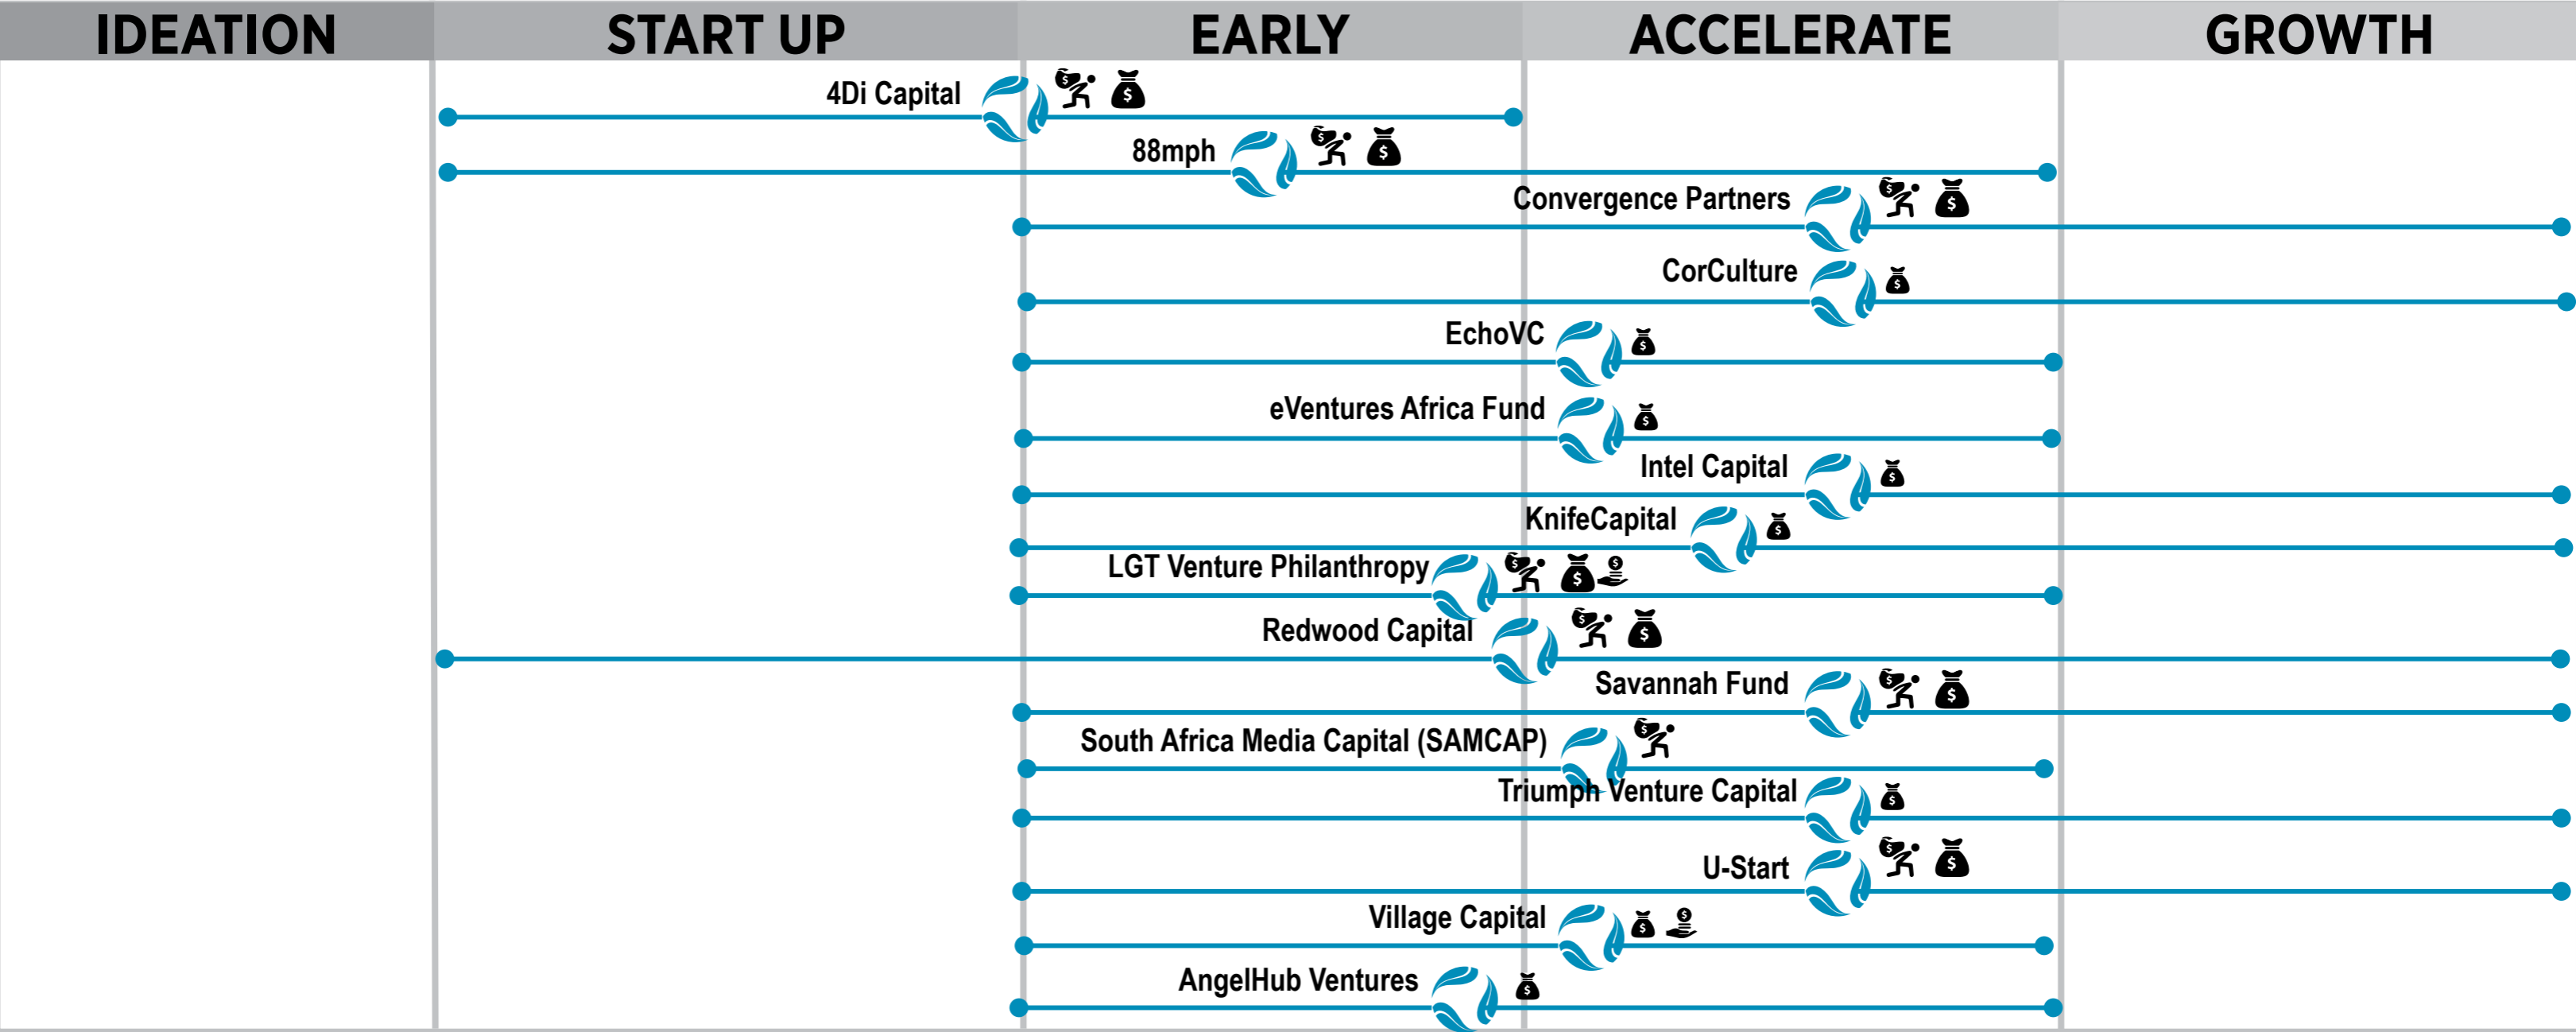 IDEATION START UP EARLY ACCELERATE GROWTH
4Di Capital
88mph
Convergence Partners
CorCulture
EchoVC
eVentures Africa Fund
Intel Capital
KnifeCapital
LGT Venture Philanthropy
Redwood Capital
Savannah Fund
South Africa Media Capital (SAMCAP)
Triumph Venture Capital
U-Start
Village Capital
AngelHub Ventures